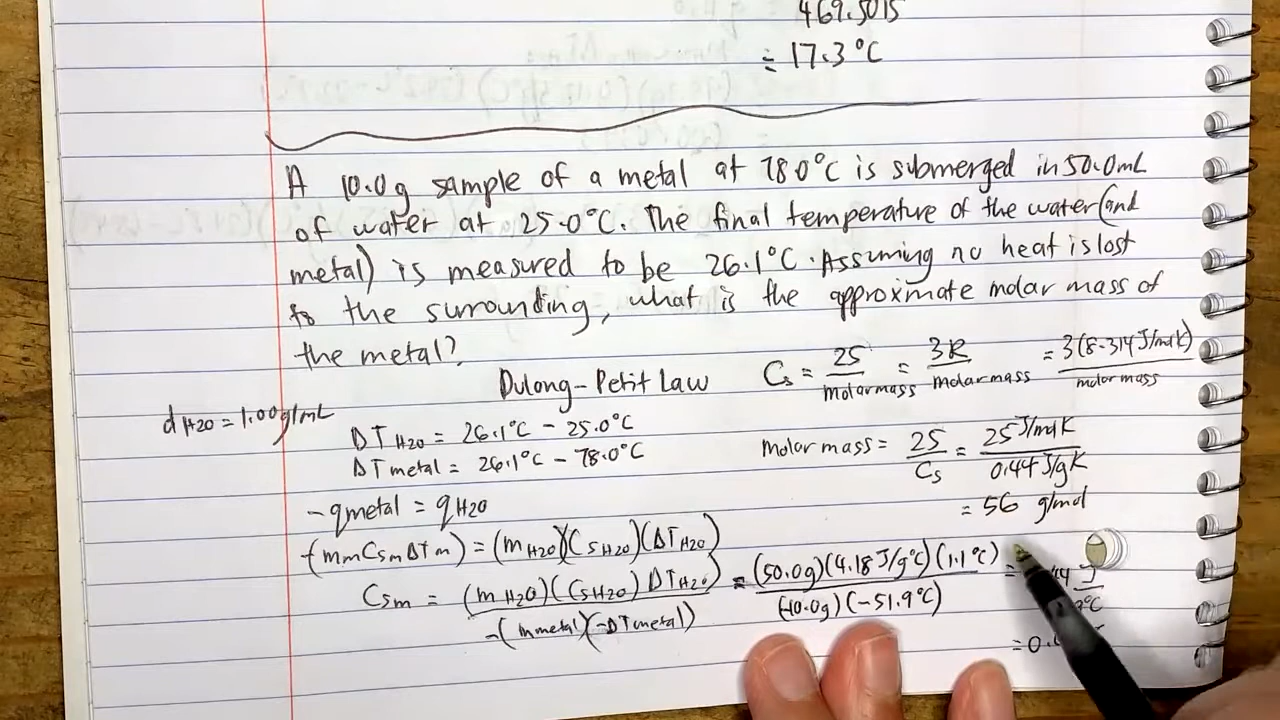 469.5015
≐ 17.3 °C
A 10.0g sample of a metal at 78.0°C is submerged in 50.0mL
of water at 25.0°C. The final temperature of the water (and
metal) is measured to be 26.1°C. Assuming no heat is lost
to the surrounding, what is the approximate molar mass of
the metal?
Dulong-Petit Law
Cs = 25/molar mass = 3R/molar mass = 3(8.314 J/molK)/molar mass
dH2O = 1.00g/mL
ΔT H2O = 26.1°C - 25.0°C
ΔT metal = 26.1°C - 78.0°C
molar mass = 25/Cs = 25 J/molK / 0.44 J/gK
= 56 g/mol
-qmetal = qH2O
-(mmCsmΔTm) = (mH2O)(CsH2O)(ΔTH2O)
Csm = (mH2O)(CsH2O)ΔTH2O / -(mmetal)(-ΔTmetal) = (50.0g)(4.18 J/g°C)(1.1°C) / (-10.0g)(-51.9°C)